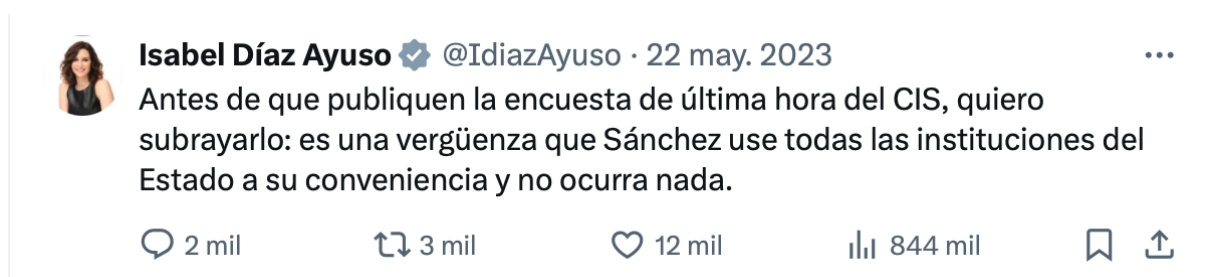 Isabel Díaz Ayuso @IdiazAyuso · 22 may. 2023
Antes de que publiquen la encuesta de última hora del CIS, quiero
subrayarlo: es una vergüenza que Sánchez use todas las instituciones del
Estado a su conveniencia y no ocurra nada.
2 mil 3 mil 12 mil 844 mil